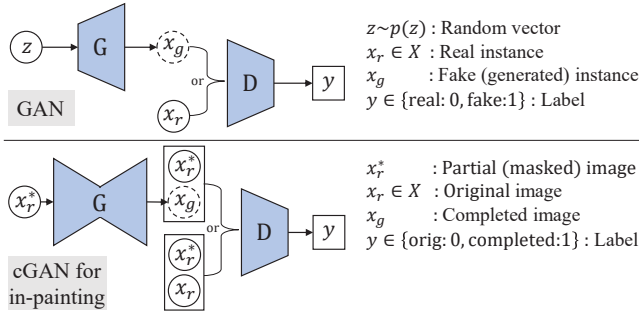 z
G
x_g
or
x_r
D
y
GAN
z~p(z) : Random vector
x_r ∈ X : Real instance
x_g : Fake (generated) instance
y ∈ {real: 0, fake:1} : Label
x_r^*
G
x_r^*
x_g
or
x_r^*
x_r
D
y
cGAN for
in-painting
x_r^* : Partial (masked) image
x_r ∈ X : Original image
x_g : Completed image
y ∈ {orig: 0, completed:1} : Label